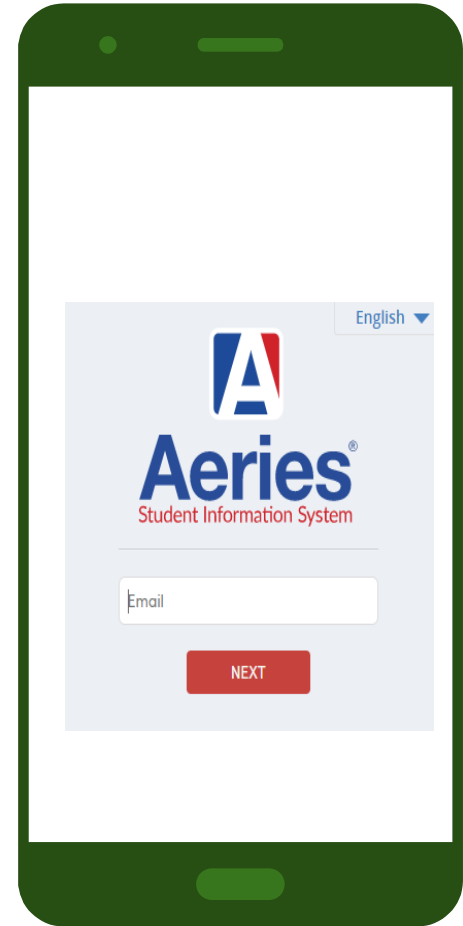 English
A
Aeries®
Student Information System
Email
NEXT